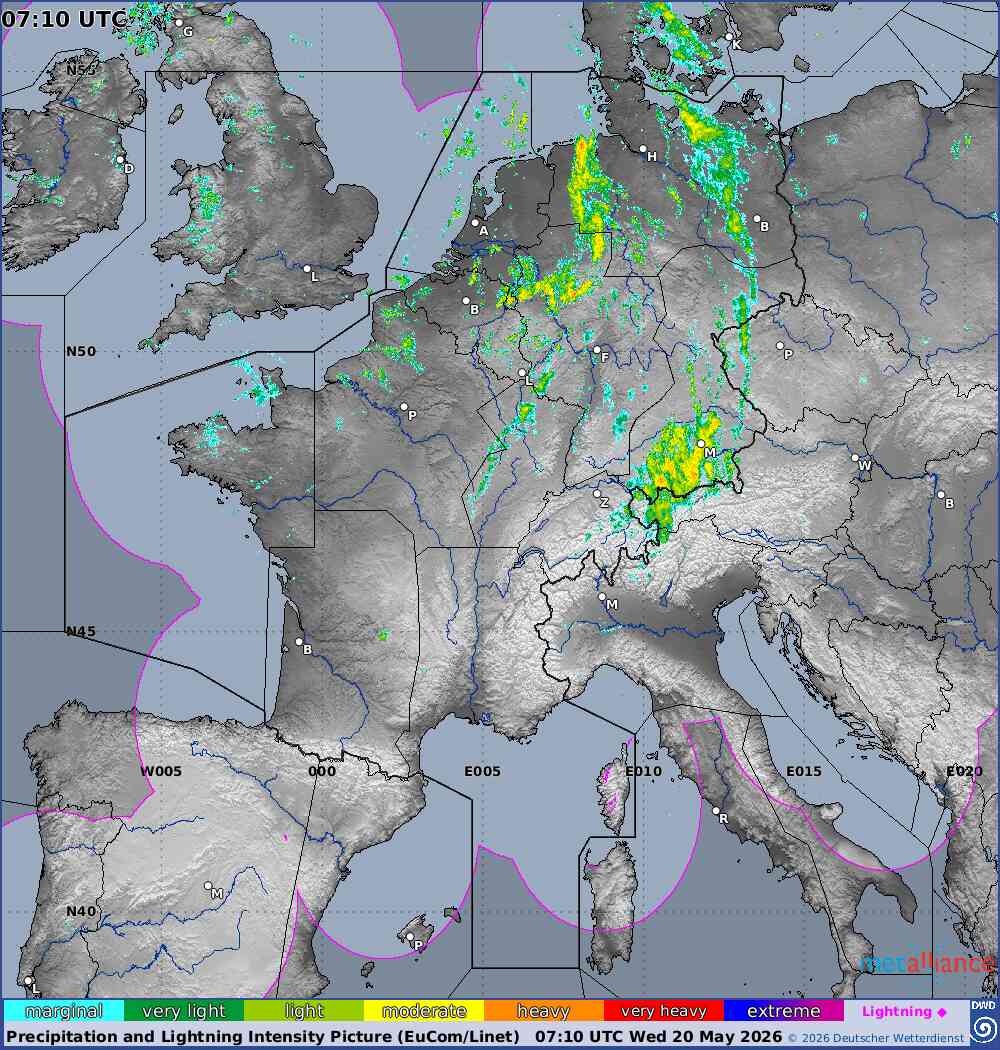 07:10 UTC
G
K
N55
H
D
A
B
L
B
N50
P
F
L
P
M
W
Z
B
M
N45
B
W005
000
E005
E010
E015
E020
R
M
N40
P
metalliance
L
marginal
very light
light
moderate
heavy
very heavy
extreme
Lightning
DWD
Precipitation and Lightning Intensity Picture (EuCom/Linet) 07:10 UTC Wed 20 May 2026 © 2026 Deutscher Wetterdienst